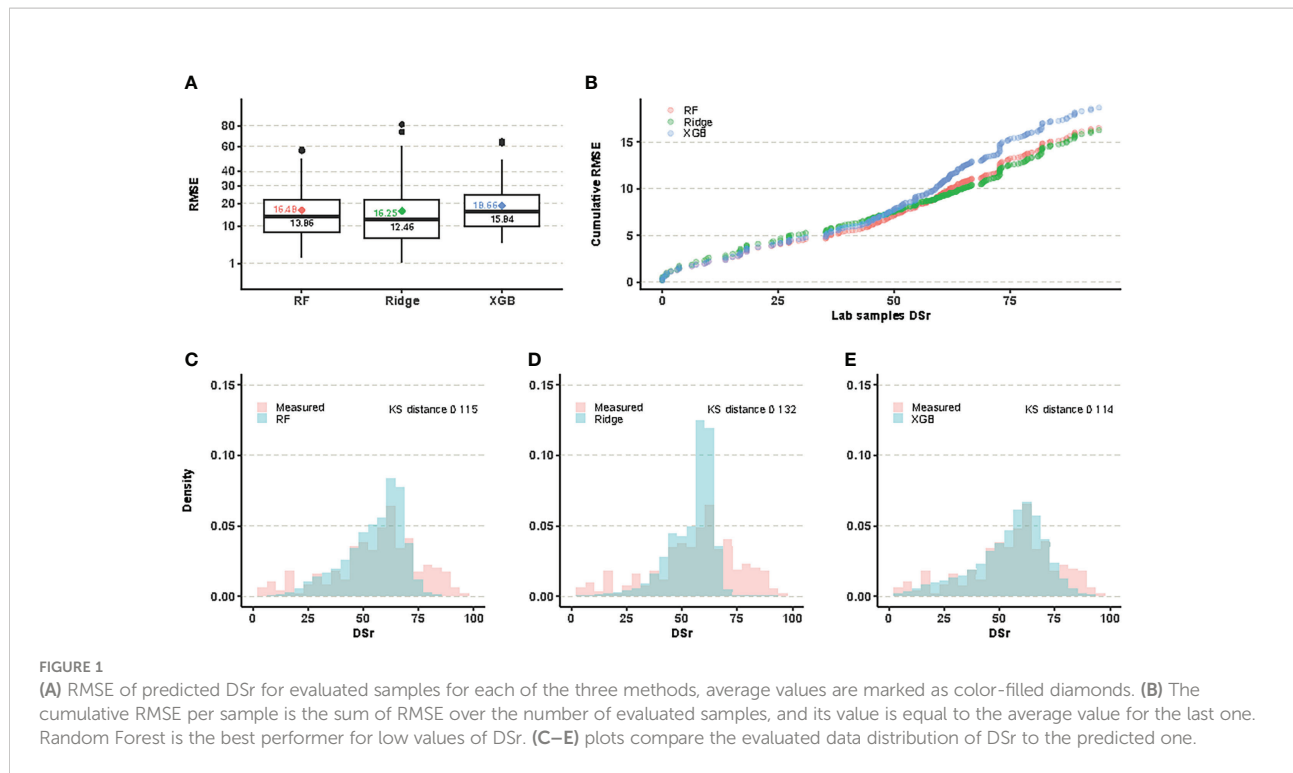 A
B
80
60
40
30
20
10
1
RMSE
16.48
13.86
16.25
12.46
18.66
15.84
RF
Ridge
XGB
RF
Ridge
XGB
15
10
5
0
Cumulative RMSE
0
25
50
75
Lab samples DSr
C
D
E
0.15
0.10
0.05
0.00
Density
Measured
RF
KS distance 0.115
0
25
50
75
100
DSr
0.15
0.10
0.05
0.00
Measured
Ridge
KS distance 0.132
0
25
50
75
100
DSr
0.15
0.10
0.05
0.00
Measured
XGB
KS distance 0.114
0
25
50
75
100
DSr
FIGURE 1
(A) RMSE of predicted DSr for evaluated samples for each of the three methods, average values are marked as color-filled diamonds. (B) The
cumulative RMSE per sample is the sum of RMSE over the number of evaluated samples, and its value is equal to the average value for the last one.
Random Forest is the best performer for low values of DSr. (C–E) plots compare the evaluated data distribution of DSr to the predicted one.